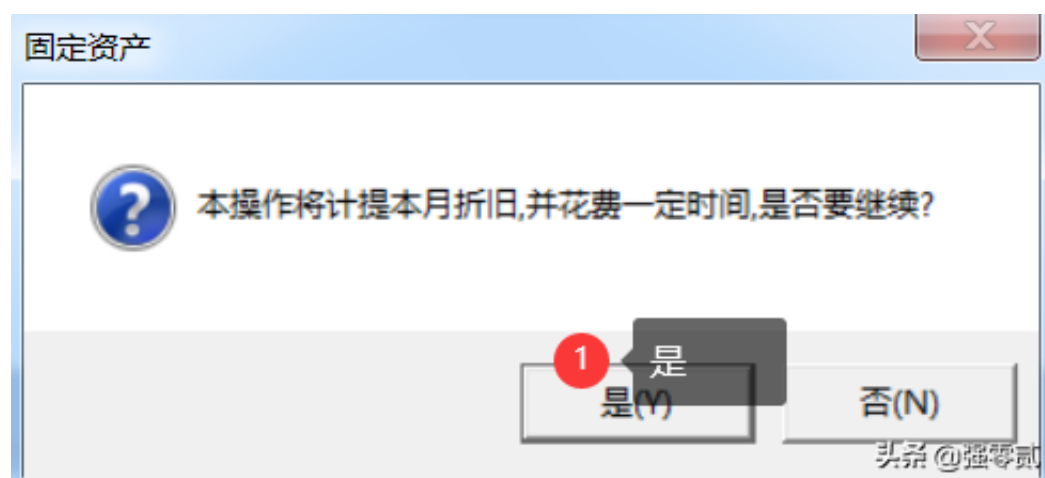 固定资产
本操作将计提本月折旧,并花费一定时间,是否要继续?
1
是
是(Y)
否(N)
头条 @强零贰